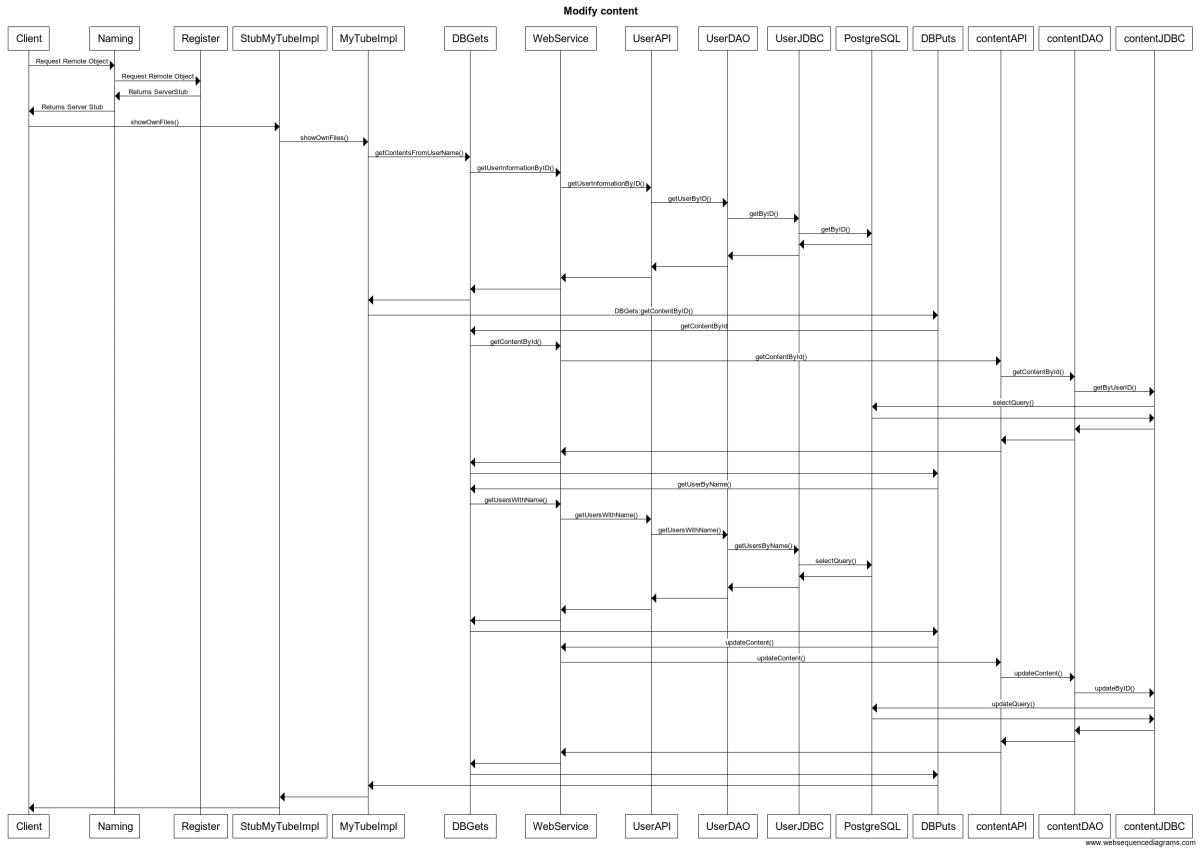 Modify content
Client Naming Register StubMyTubeImpl MyTubeImpl DBGets WebService UserAPI UserDAO UserJDBC PostgreSQL DBPuts contentAPI contentDAO contentJDBC
Request Remote Object
Request Remote Object
Returns ServerStub
Returns Server Stub
showOwnFiles()
showOwnFiles()
getContentsFromUserName()
getUserInformationByID()
getUserInformationByID()
getUserByID()
getByID()
getByID()
DBGets::getContentByID()
getContentById
getContentById()
getContentById()
getContentById()
getByUserID()
selectQuery()
getUserByName()
getUsersWithName()
getUsersWithName()
getUsersWithName()
getUsersByName()
selectQuery()
updateContent()
updateContent()
updateContent()
updateByID()
updateQuery()
Client Naming Register StubMyTubeImpl MyTubeImpl DBGets WebService UserAPI UserDAO UserJDBC PostgreSQL DBPuts contentAPI contentDAO contentJDBC
www.websequencediagrams.com